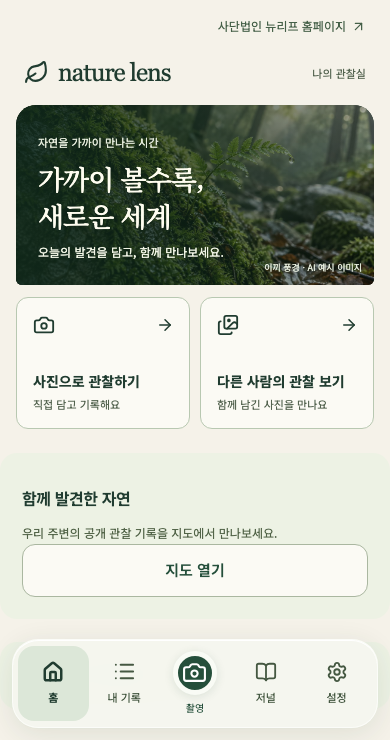 사단법인 뉴리프 홈페이지
nature lens
나의 관찰실
자연을 가까이 만나는 시간
가까이 볼수록,
새로운 세계
오늘의 발견을 담고, 함께 만나보세요.
이끼 풍경 · AI 예시 이미지
사진으로 관찰하기
직접 담고 기록해요
다른 사람의 관찰 보기
함께 남긴 사진을 만나요
함께 발견한 자연
우리 주변의 공개 관찰 기록을 지도에서 만나보세요.
지도 열기
홈
내 기록
촬영
저널
설정